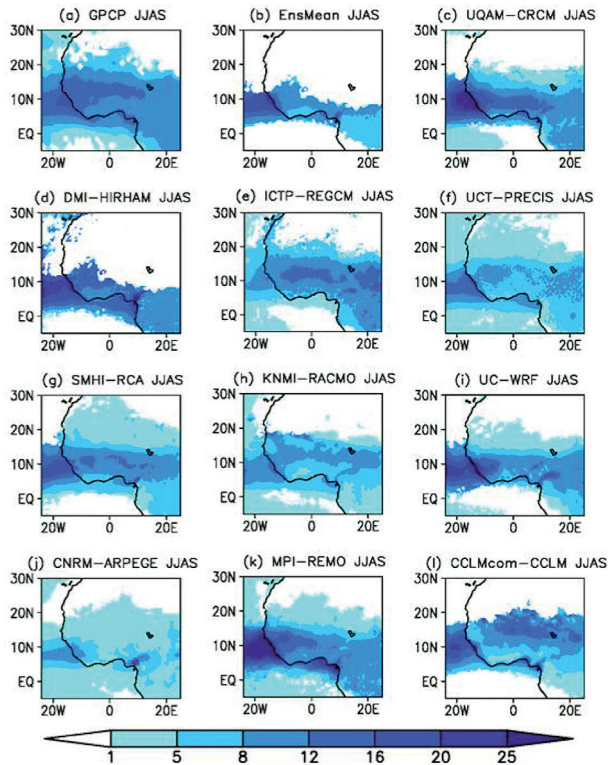 (a) GPCP JJAS
(b) EnsMean JJAS
(c) UQAM-CRCM JJAS
30N
20N
10N
EQ
20W 0 20E
30N
20N
10N
EQ
20W 0 20E
30N
20N
10N
EQ
20W 0 20E
(d) DMI-HIRHAM JJAS
(e) ICTP-REGCM JJAS
(f) UCT-PRECIS JJAS
30N
20N
10N
EQ
20W 0 20E
30N
20N
10N
EQ
20W 0 20E
30N
20N
10N
EQ
20W 0 20E
(g) SMHI-RCA JJAS
(h) KNMI-RACMO JJAS
(i) UC-WRF JJAS
30N
20N
10N
EQ
20W 0 20E
30N
20N
10N
EQ
20W 0 20E
30N
20N
10N
EQ
20W 0 20E
(j) CNRM-ARPEGE JJAS
(k) MPI-REMO JJAS
(l) CCLMcom-CCLM JJAS
30N
20N
10N
EQ
20W 0 20E
30N
20N
10N
EQ
20W 0 20E
30N
20N
10N
EQ
20W 0 20E
1 5 8 12 16 20 25